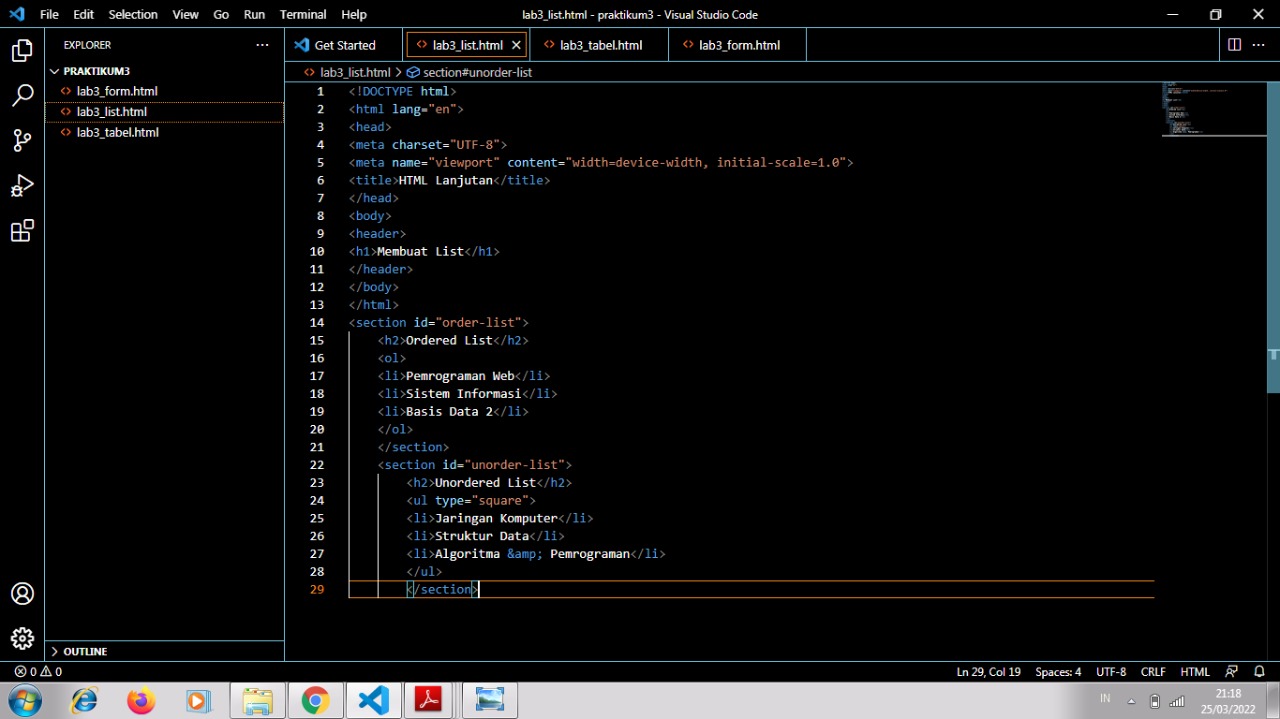 File Edit Selection View Go Run Terminal Help lab3_list.html - praktikum3 - Visual Studio Code
EXPLORER
PRAKTIKUM3
lab3_form.html
lab3_list.html
lab3_tabel.html
OUTLINE
Get Started lab3_list.html lab3_tabel.html lab3_form.html
lab3_list.html > section#unorder-list
1 <!DOCTYPE html>
2 <html lang="en">
3 <head>
4 <meta charset="UTF-8">
5 <meta name="viewport" content="width=device-width, initial-scale=1.0">
6 <title>HTML Lanjutan</title>
7 </head>
8 <body>
9 <header>
10 <h1>Membuat List</h1>
11 </header>
12 </body>
13 </html>
14 <section id="order-list">
15 <h2>Ordered List</h2>
16 <ol>
17 <li>Pemrograman Web</li>
18 <li>Sistem Informasi</li>
19 <li>Basis Data 2</li>
20 </ol>
21 </section>
22 <section id="unorder-list">
23 <h2>Unordered List</h2>
24 <ul type="square">
25 <li>Jaringan Komputer</li>
26 <li>Struktur Data</li>
27 <li>Algoritma &amp; Pemrograman</li>
28 </ul>
29 </section>
0 0 Ln 29, Col 19 Spaces: 4 UTF-8 CRLF HTML
IN 21:18
25/03/2022